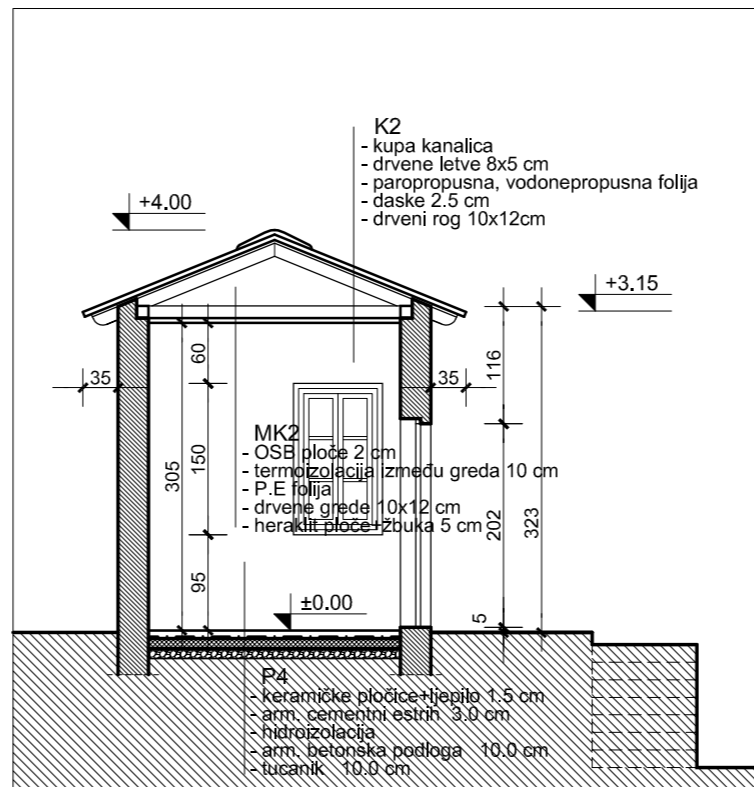 K2
- kupa kanalica
- drvene letve 8x5 cm
- paropropusna, vodonepropusna folija
- daske 2.5 cm
- drveni rog 10x12cm
+4.00
+3.15
60
116
35
35
MK2
- OSB ploče 2 cm
- termoizolacija između greda 10 cm
- P.E folija
- drvene grede 10x12 cm
- heraklit ploče+žbuka 5 cm
305
150
202
323
95
±0.00
5
P4
- keramičke pločice+ljepilo 1.5 cm
- arm. cementni estrih 3.0 cm
- hidroizolacija
- arm. betonska podloga 10.0 cm
- tucanik 10.0 cm